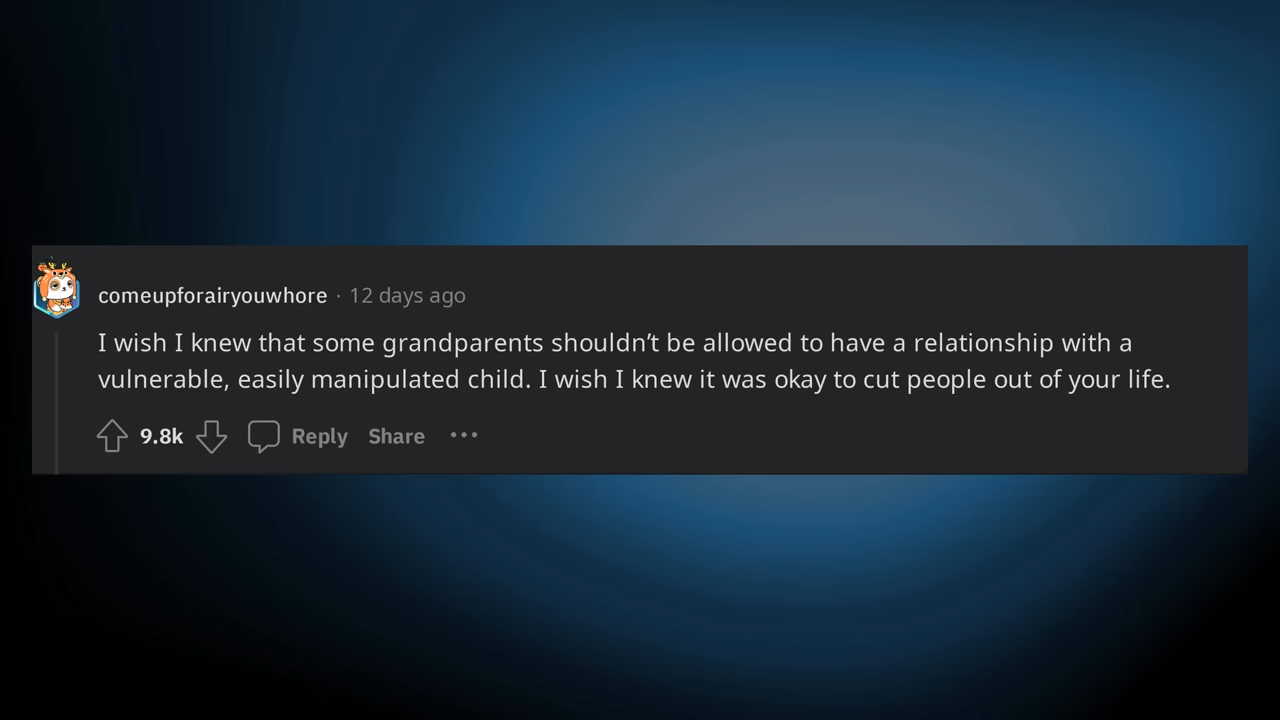 comeupforairyouwhore · 12 days ago
I wish I knew that some grandparents shouldn’t be allowed to have a relationship with a
vulnerable, easily manipulated child. I wish I knew it was okay to cut people out of your life.
9.8k Reply Share •••